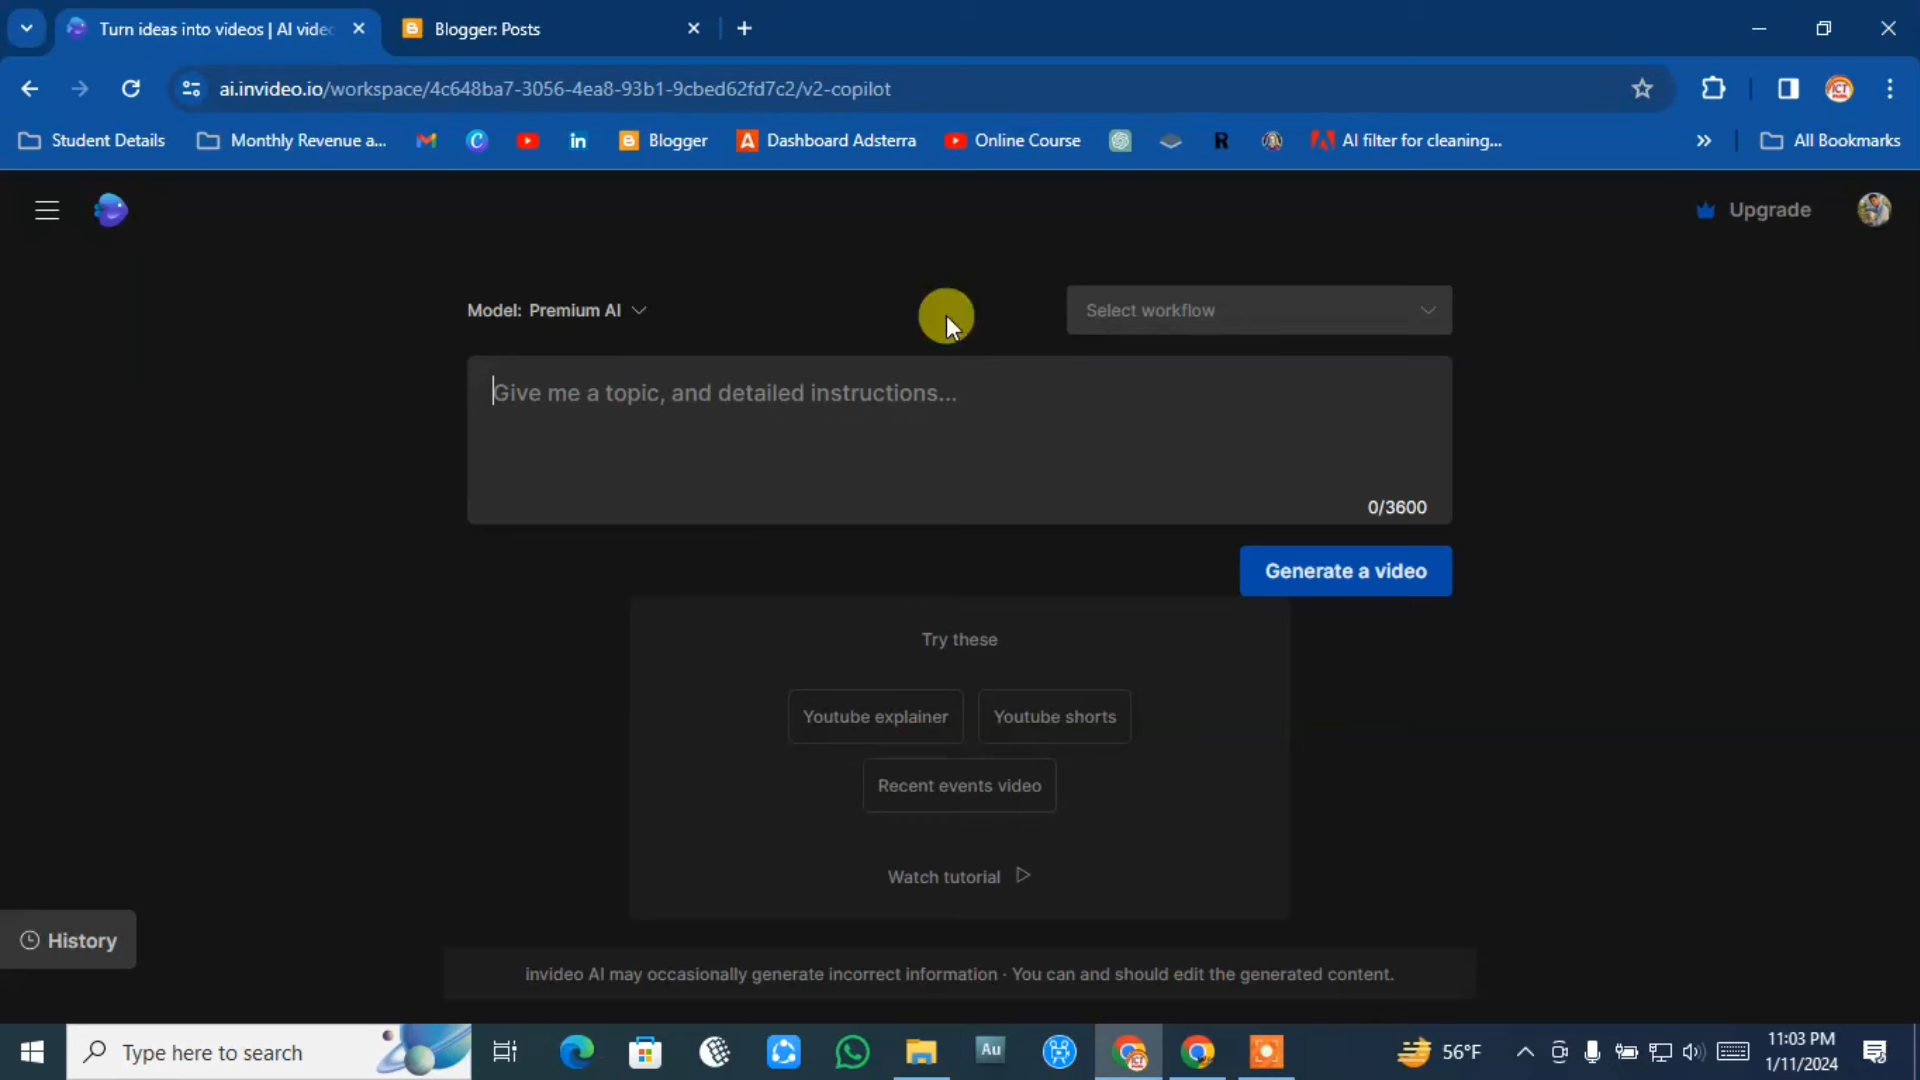 Turn ideas into videos | AI vide
Blogger: Posts
ai.invideo.io/workspace/4c648ba7-3056-4ea8-93b1-9cbed62fd7c2/v2-copilot
Student Details
Monthly Revenue a...
in
Blogger
A
Dashboard Adsterra
Online Course
R
AI filter for cleaning...
All Bookmarks
Upgrade
Model: Premium AI
Select workflow
Give me a topic, and detailed instructions...
0/3600
Generate a video
Try these
Youtube explainer
Youtube shorts
Recent events video
Watch tutorial
History
invideo AI may occasionally generate incorrect information · You can and should edit the generated content.
Type here to search
Au
56°F
11:03 PM
1/11/2024